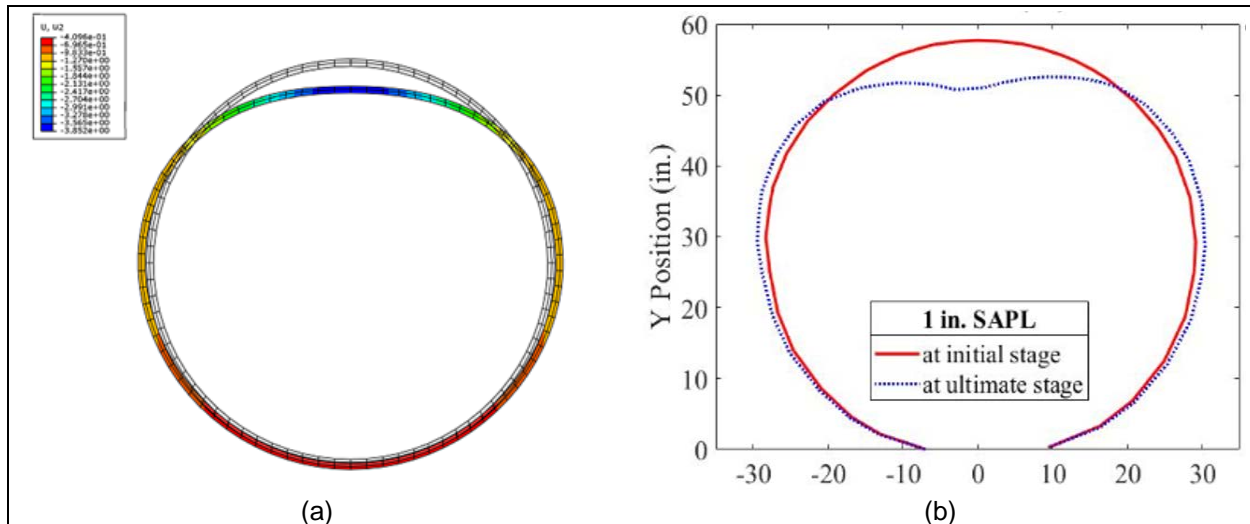 U, U2
-4.096e-01
-6.965e-01
-9.833e-01
-1.270e+00
-1.557e+00
-1.844e+00
-2.131e+00
-2.417e+00
-2.704e+00
-2.991e+00
-3.278e+00
-3.565e+00
-3.852e+00
(a)
Y Position (in.)
60
50
40
30
20
10
0
-30 -20 -10 0 10 20 30
1 in. SAPL
at initial stage
at ultimate stage
(b)